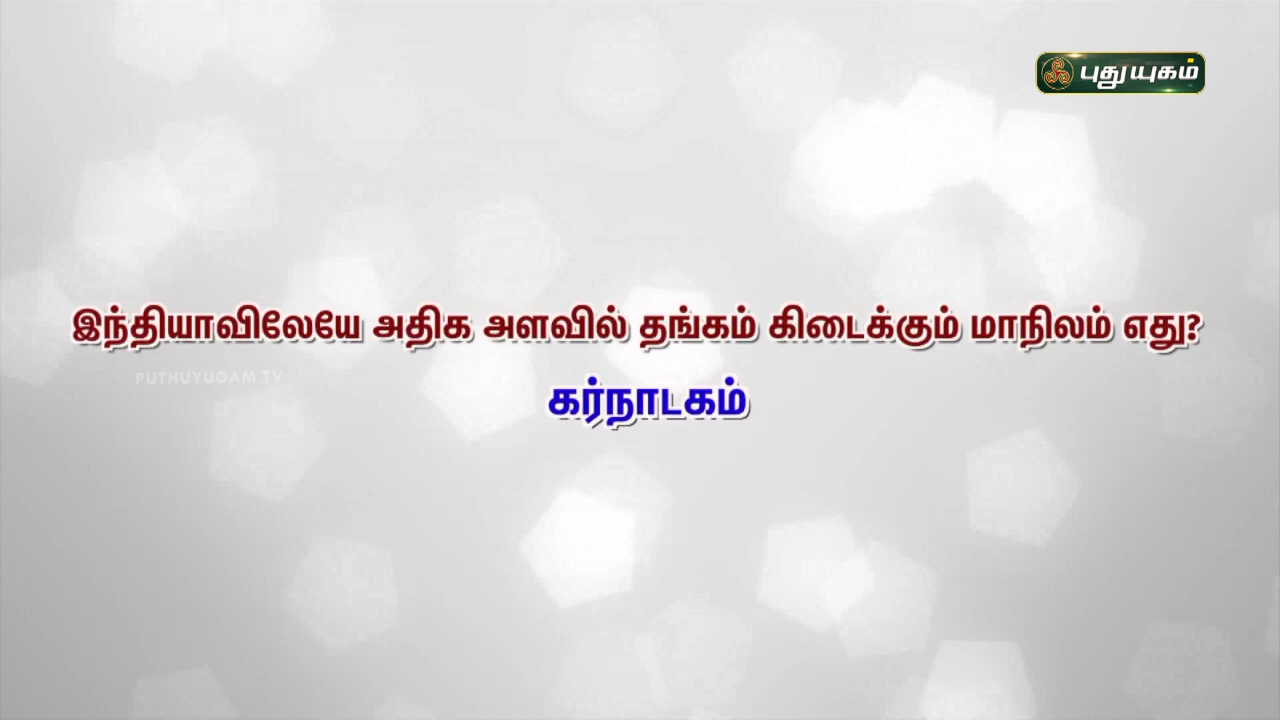 புதுயுகம்
இந்தியாவிலேயே அதிக அளவில் தங்கம் கிடைக்கும் மாநிலம் எது?
PUTHUYUGAM TV
கர்நாடகம்